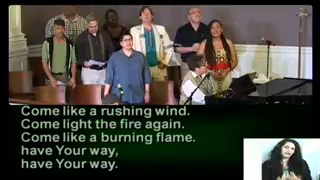 Come like a rushing wind.
Come light the fire again.
Come like a burning flame.
have Your way,
have Your way.